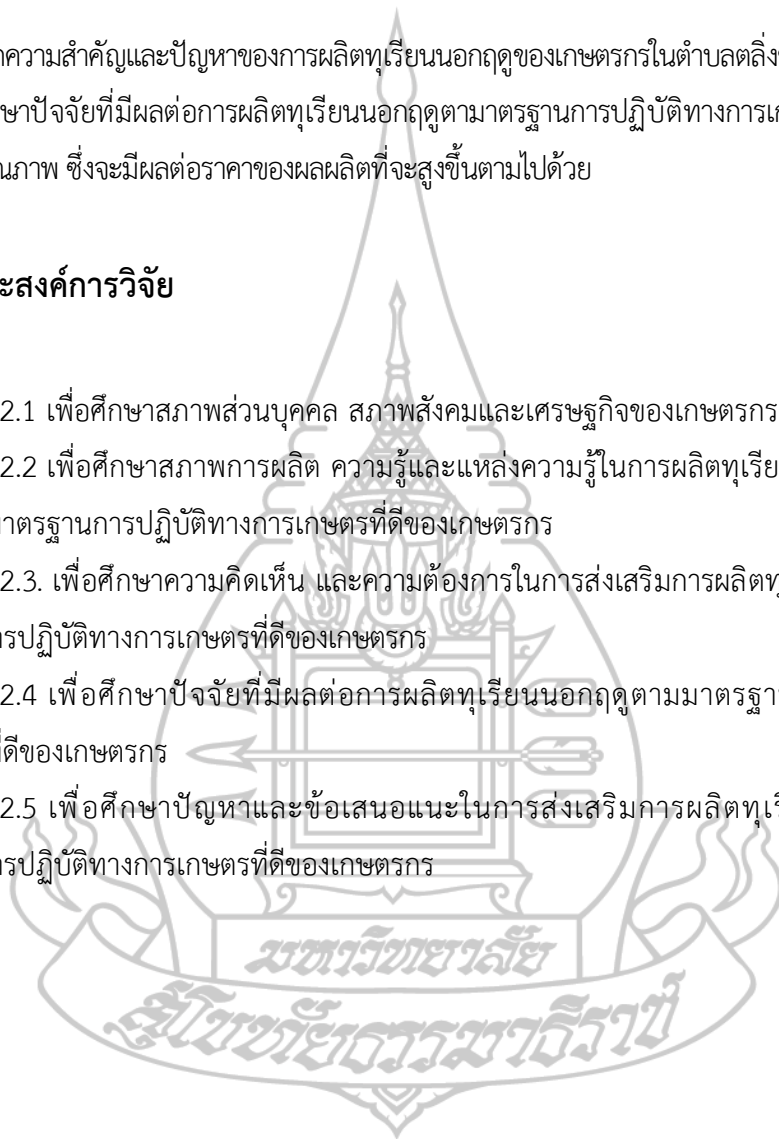 ความสำคัญและปัญหาของการผลิตทุเรียนนอกฤดูของเกษตรกรในตำบลตลิ่ง
ษาปัจจัยที่มีผลต่อการผลิตทุเรียนนอกฤดูตามาตรฐานการปฏิบัติทางการเก
ณภาพ ซึ่งจะมีผลต่อราคาของผลผลิตที่จะสูงขึ้นตามไปด้วย
ะสงค์การวิจัย
2.1 เพื่อศึกษาสภาพส่วนบุคคล สภาพสังคมและเศรษฐกิจของเกษตรกร
2.2 เพื่อศึกษาสภาพการผลิต ความรู้และแหล่งความรู้ในการผลิตทุเรีย
มาตรฐานการปฏิบัติทางการเกษตรที่ดีของเกษตรกร
2.3. เพื่อศึกษาความคิดเห็น และความต้องการในการส่งเสริมการผลิตทุ
ารปฏิบัติทางการเกษตรที่ดีของเกษตรกร
2.4 เพื่อศึกษาปัจจัยที่มีผลต่อการผลิตทุเรียนนอกฤดูตามมาตรฐา
ที่ดีของเกษตรกร
2.5 เพื่อศึกษาปัญหาและข้อเสนอแนะในการส่งเสริมการผลิตทุเรี
ารปฏิบัติทางการเกษตรที่ดีของเกษตรกร
มหาวิทยาลัย
สุโขทัยธรรมาธิราช